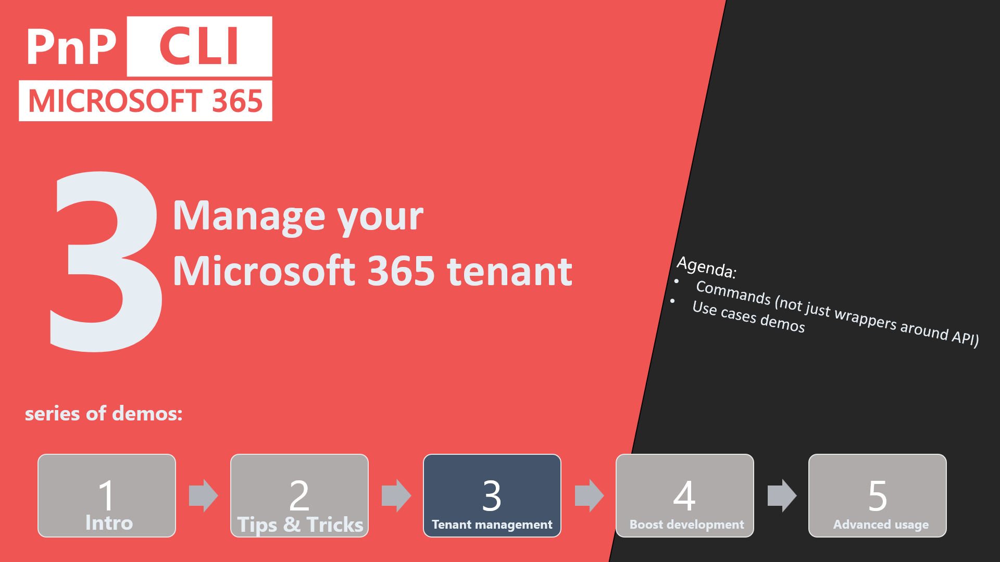 PnP CLI
MICROSOFT 365
3
Manage your
Microsoft 365 tenant
Agenda:
• Commands (not just wrappers around API)
• Use cases demos
series of demos:
1
Intro
2
Tips & Tricks
3
Tenant management
4
Boost development
5
Advanced usage